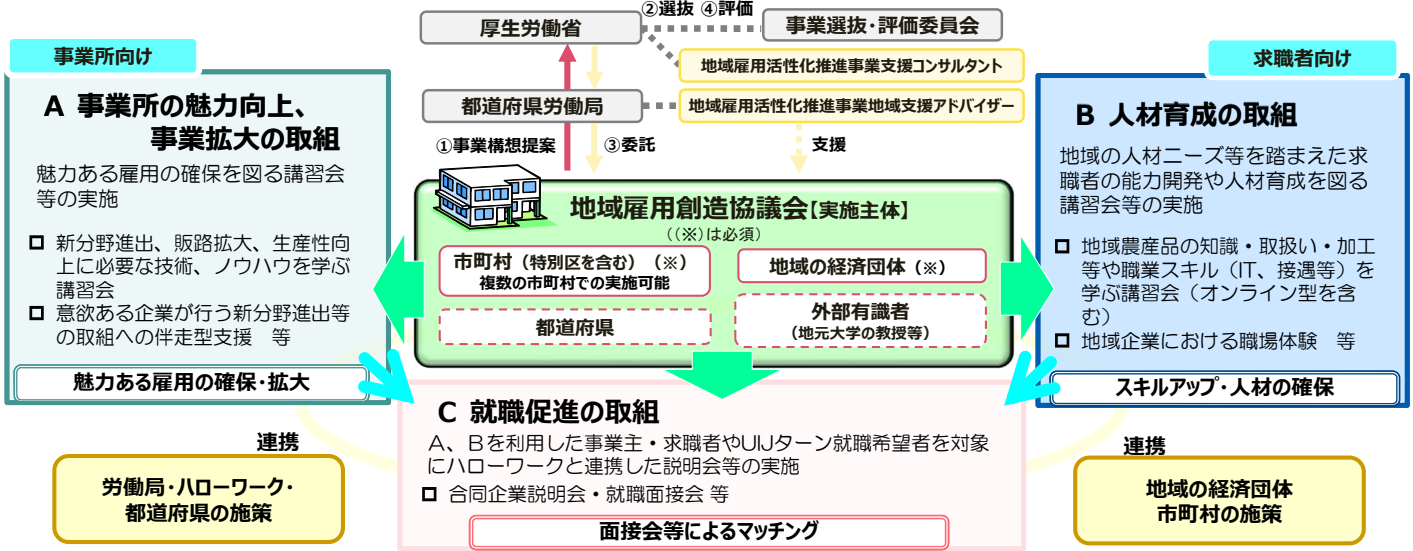 ②選抜 ④評価
厚生労働省
事業選抜・評価委員会
地域雇用活性化推進事業支援コンサルタント
都道府県労働局
地域雇用活性化推進事業地域支援アドバイザー
①事業構想提案
③委託
支援
事業所向け
A 事業所の魅力向上、
事業拡大の取組
魅力ある雇用の確保を図る講習会
等の実施
新分野進出、販路拡大、生産性向
上に必要な技術、ノウハウを学ぶ
講習会
意欲ある企業が行う新分野進出等
の取組への伴走型支援　等
魅力ある雇用の確保・拡大
地域雇用創造協議会【実施主体】
((※)は必須)
市町村（特別区を含む）（※）
複数の市町村での実施可能
地域の経済団体（※）
都道府県
外部有識者
(地元大学の教授等)
求職者向け
B 人材育成の取組
地域の人材ニーズ等を踏まえた求
職者の能力開発や人材育成を図る
講習会等の実施
地域農産品の知識・取扱い・加工
等や職業スキル（IT、接遇等）を
学ぶ講習会（オンライン型を含
む）
地域企業における職場体験　等
スキルアップ・人材の確保
C 就職促進の取組
A、Bを利用した事業主・求職者やUIJターン就職希望者を対象
にハローワークと連携した説明会等の実施
合同企業説明会・就職面接会 等
面接会等によるマッチング
連携
労働局・ハローワーク・
都道府県の施策
連携
地域の経済団体
市町村の施策